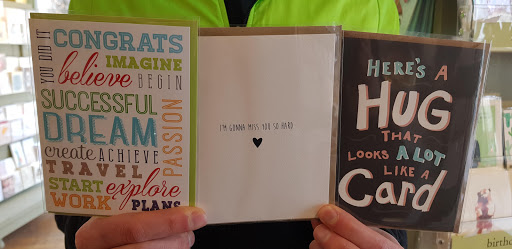 YOU DID IT
CONGRATS
IMAGINE
believe BEGIN
SUCCESSFUL
DREAM
create ACHIEVE
TRAVEL
START explore
WORK PLANS
PASSION
I'M GONNA MISS YOU SO HARD
HERE'S A
HUG
THAT
LOOKS A LOT
LIKE A
Card